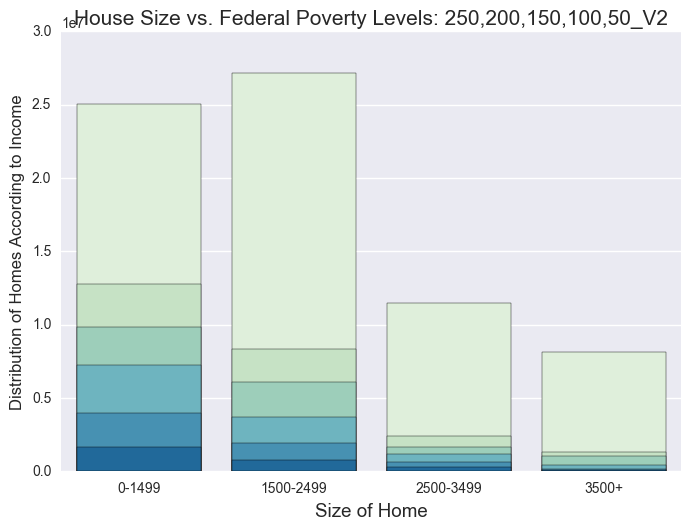 House Size vs. Federal Poverty Levels: 250,200,150,100,50_V2
1e7
3.0
2.5
2.0
1.5
1.0
0.5
0.0
Distribution of Homes According to Income
0-1499 1500-2499 2500-3499 3500+
Size of Home